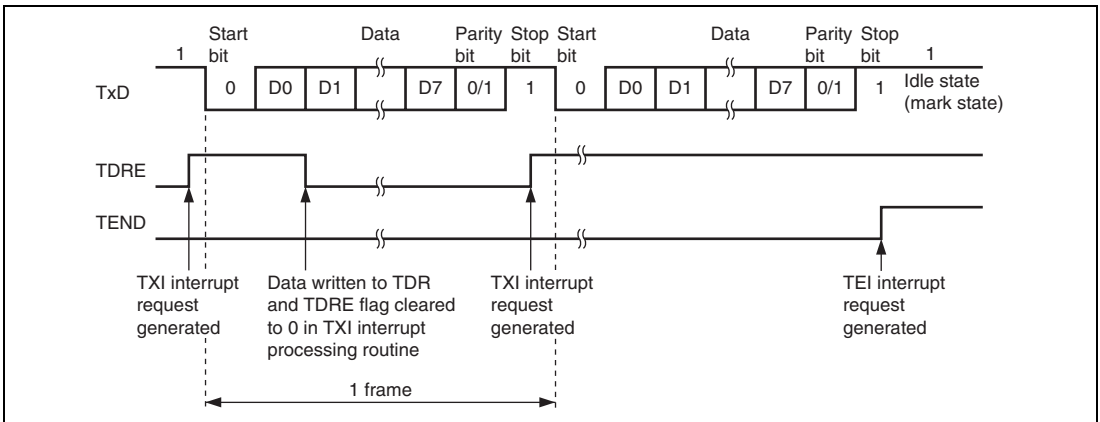 Start Data Parity Stop Start Data Parity Stop
1 bit bit bit bit bit bit 1
TxD 0 D0 D1 D7 0/1 1 0 D0 D1 D7 0/1 1 Idle state
(mark state)
TDRE
TEND
TXI interrupt
request
generated
Data written to TDR
and TDRE flag cleared
to 0 in TXI interrupt
processing routine
TXI interrupt
request
generated
TEI interrupt
request
generated
1 frame